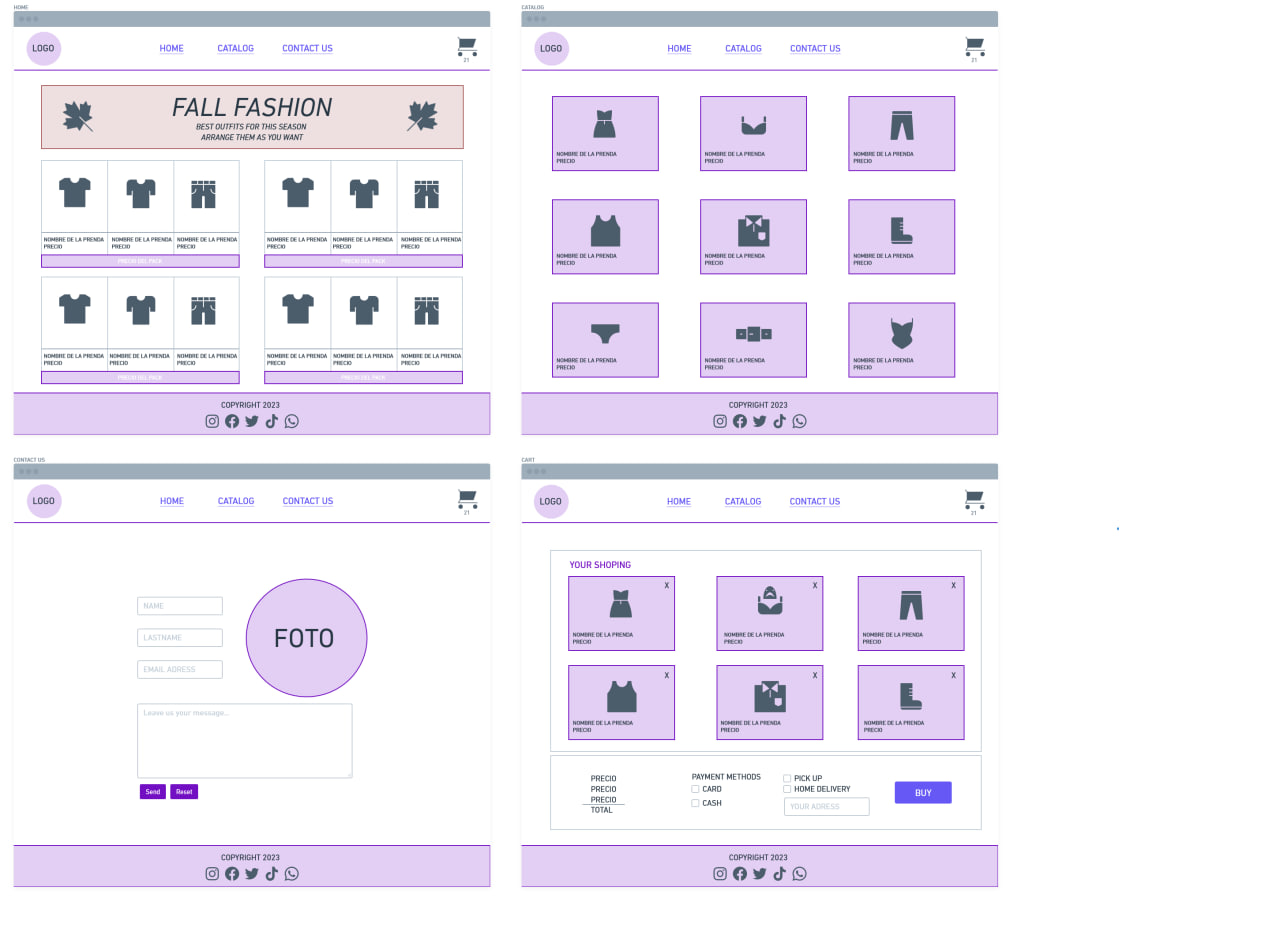 HOME
LOGO
HOME CATALOG CONTACT US
21
FALL FASHION
BEST OUTFITS FOR THIS SEASON
ARRANGE THEM AS YOU WANT
NOMBRE DE LA PRENDA NOMBRE DE LA PRENDA NOMBRE DE LA PRENDA
PRECIO PRECIO PRECIO
PRECIO DEL PACK
NOMBRE DE LA PRENDA NOMBRE DE LA PRENDA NOMBRE DE LA PRENDA
PRECIO PRECIO PRECIO
PRECIO DEL PACK
NOMBRE DE LA PRENDA NOMBRE DE LA PRENDA NOMBRE DE LA PRENDA
PRECIO PRECIO PRECIO
PRECIO DEL PACK
NOMBRE DE LA PRENDA NOMBRE DE LA PRENDA NOMBRE DE LA PRENDA
PRECIO PRECIO PRECIO
PRECIO DEL PACK
COPYRIGHT 2023
CATALOG
LOGO
HOME CATALOG CONTACT US
21
NOMBRE DE LA PRENDA NOMBRE DE LA PRENDA NOMBRE DE LA PRENDA
PRECIO PRECIO PRECIO
NOMBRE DE LA PRENDA NOMBRE DE LA PRENDA NOMBRE DE LA PRENDA
PRECIO PRECIO PRECIO
NOMBRE DE LA PRENDA NOMBRE DE LA PRENDA NOMBRE DE LA PRENDA
PRECIO PRECIO PRECIO
COPYRIGHT 2023
CONTACT US
LOGO
HOME CATALOG CONTACT US
21
NAME
LASTNAME
EMAIL ADRESS
FOTO
Leave us your message...
Send Reset
COPYRIGHT 2023
CART
LOGO
HOME CATALOG CONTACT US
21
YOUR SHOPING
X X X
NOMBRE DE LA PRENDA NOMBRE DE LA PRENDA NOMBRE DE LA PRENDA
PRECIO PRECIO PRECIO
X X X
NOMBRE DE LA PRENDA NOMBRE DE LA PRENDA NOMBRE DE LA PRENDA
PRECIO PRECIO PRECIO
PRECIO
PRECIO
PRECIO
TOTAL
PAYMENT METHODS
CARD
CASH
PICK UP
HOME DELIVERY
YOUR ADRESS
BUY
COPYRIGHT 2023